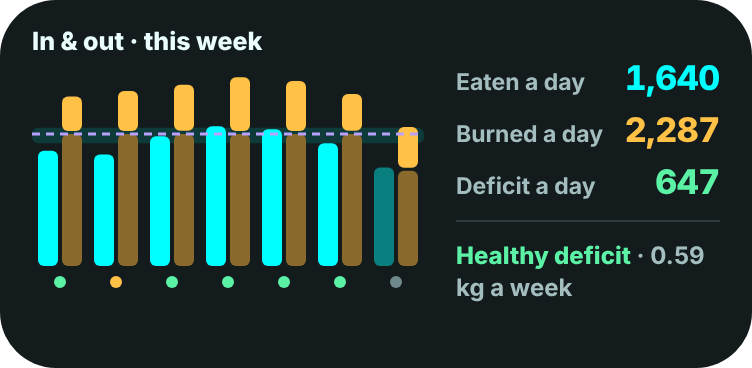 In & out · this week
Eaten a day 1,640
Burned a day 2,287
Deficit a day 647
Healthy deficit · 0.59
kg a week